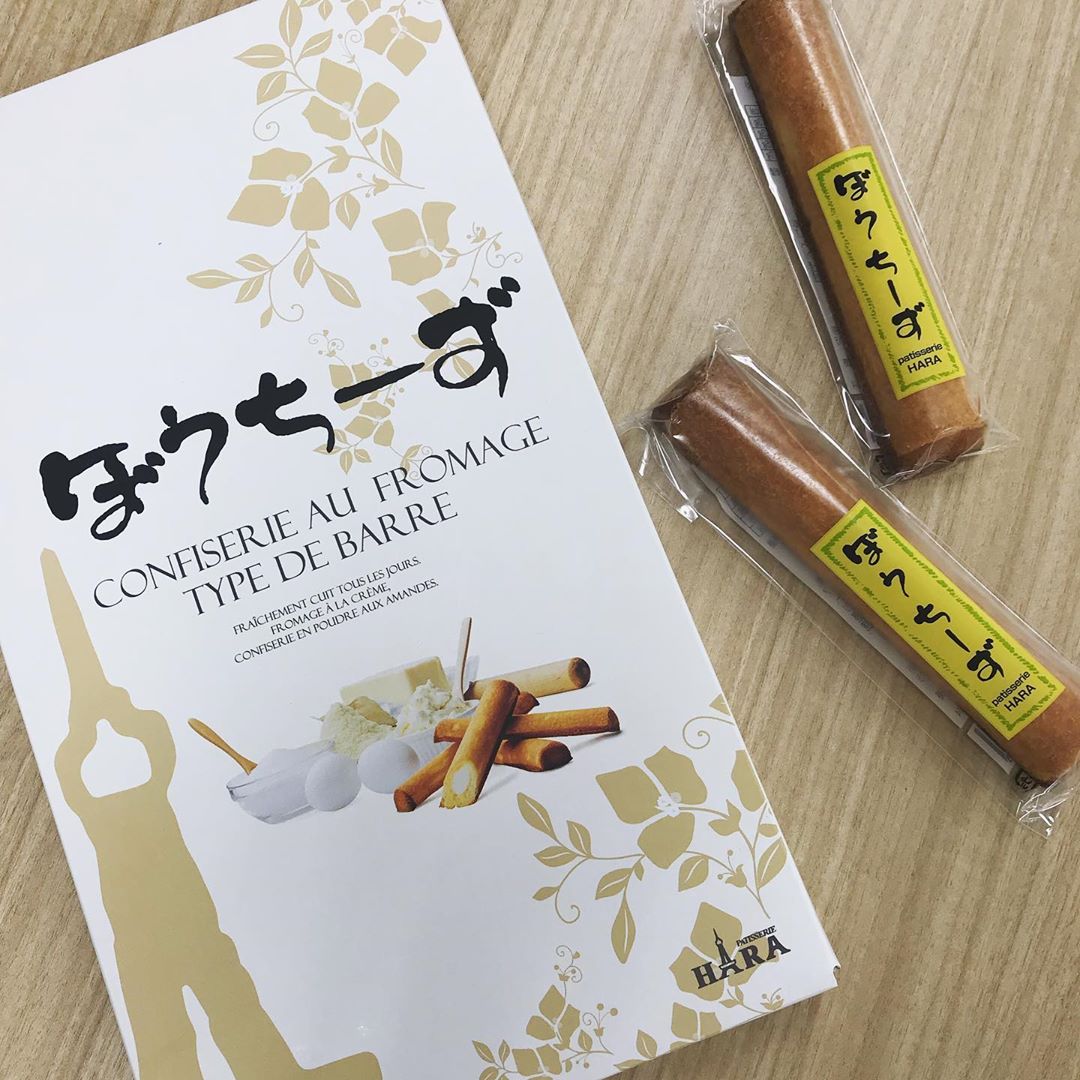 ぼうちーず
CONFISERIE AU FROMAGE
TYPE DE BARRE
FRAÎCHEMENT CUIT TOUS LES JOURS.
FROMAGE À LA CRÈME,
CONFISERIE EN POUDRE AUX AMANDES.
PATISSERIE
HARA
ぼうちーず
patisserie
HARA
ぼうちーず
patisserie
HARA